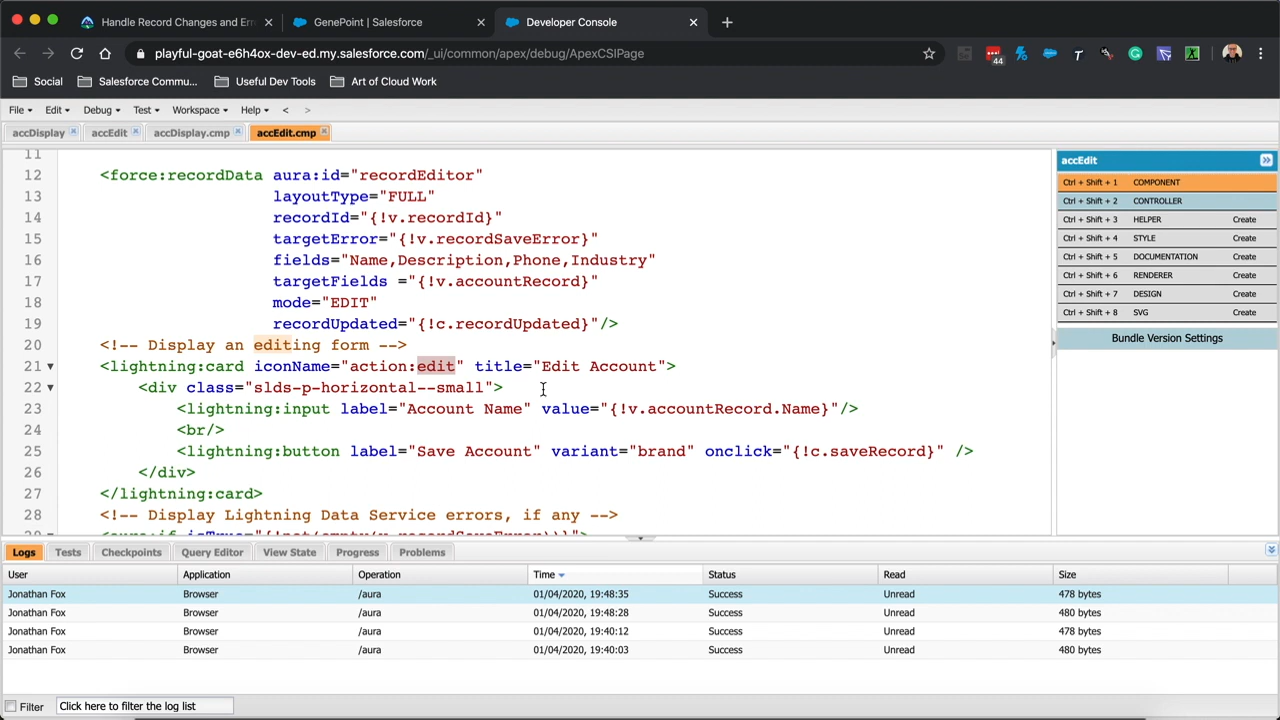 Handle Record Changes and Err
GenePoint | Salesforce
Developer Console
playful-goat-e6h4ox-dev-ed.my.salesforce.com/_ui/common/apex/debug/ApexCSIPage
44
T
Social
Salesforce Commu...
Useful Dev Tools
Art of Cloud Work
File Edit Debug Test Workspace Help < >
accDisplay accEdit accDisplay.cmp accEdit.cmp
11
12 <force:recordData aura:id="recordEditor"
13 layoutType="FULL"
14 recordId="{!v.recordId}"
15 targetError="{!v.recordSaveError}"
16 fields="Name,Description,Phone,Industry"
17 targetFields ="{!v.accountRecord}"
18 mode="EDIT"
19 recordUpdated="{!c.recordUpdated}"/>
20 <!-- Display an editing form -->
21 <lightning:card iconName="action:edit" title="Edit Account">
22 <div class="slds-p-horizontal--small">
23 <lightning:input label="Account Name" value="{!v.accountRecord.Name}"/>
24 <br/>
25 <lightning:button label="Save Account" variant="brand" onclick="{!c.saveRecord}" />
26 </div>
27 </lightning:card>
28 <!-- Display Lightning Data Service errors, if any -->
29 <aura:if isTrue="{!not(empty(v.recordSaveError))}">
accEdit
Ctrl + Shift + 1 COMPONENT
Ctrl + Shift + 2 CONTROLLER
Ctrl + Shift + 3 HELPER Create
Ctrl + Shift + 4 STYLE Create
Ctrl + Shift + 5 DOCUMENTATION Create
Ctrl + Shift + 6 RENDERER Create
Ctrl + Shift + 7 DESIGN Create
Ctrl + Shift + 8 SVG Create
Bundle Version Settings
Logs Tests Checkpoints Query Editor View State Progress Problems
User Application Operation Time Status Read Size
Jonathan Fox Browser /aura 01/04/2020, 19:48:35 Success Unread 478 bytes
Jonathan Fox Browser /aura 01/04/2020, 19:48:28 Success Unread 480 bytes
Jonathan Fox Browser /aura 01/04/2020, 19:40:12 Success Unread 478 bytes
Jonathan Fox Browser /aura 01/04/2020, 19:40:03 Success Unread 480 bytes
Filter Click here to filter the log list